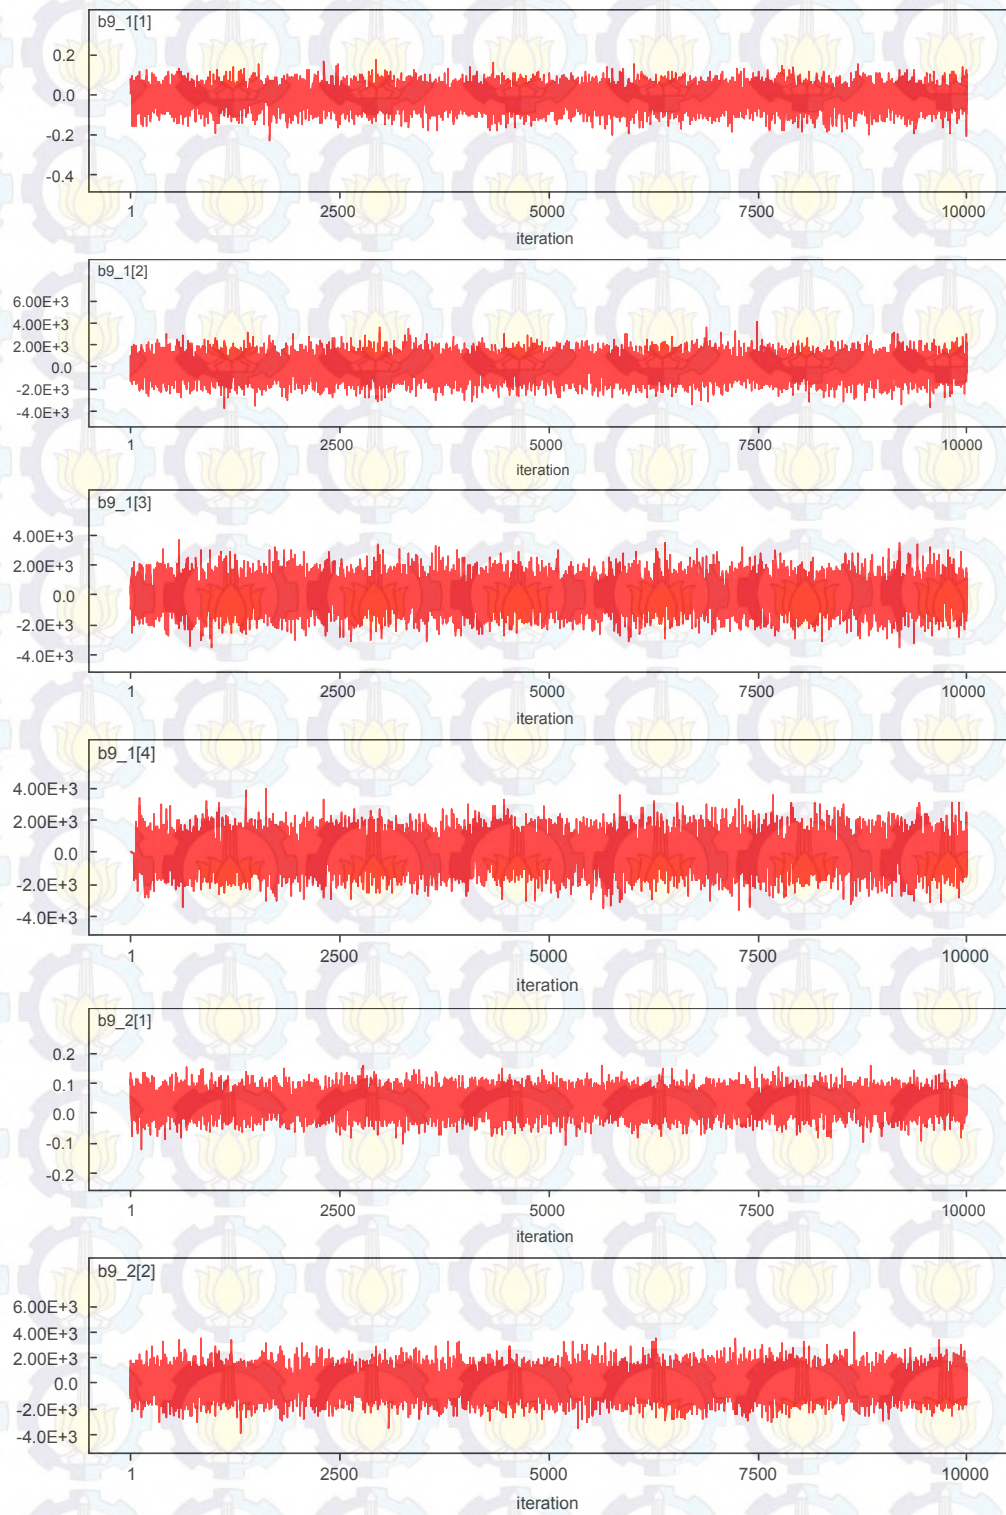 b9_1[1]
0.2
0.0
-0.2
-0.4
1 2500 5000 7500 10000
iteration
b9_1[2]
6.00E+3
4.00E+3
2.00E+3
0.0
-2.0E+3
-4.0E+3
1 2500 5000 7500 10000
iteration
b9_1[3]
4.00E+3
2.00E+3
0.0
-2.0E+3
-4.0E+3
1 2500 5000 7500 10000
iteration
b9_1[4]
4.00E+3
2.00E+3
0.0
-2.0E+3
-4.0E+3
1 2500 5000 7500 10000
iteration
b9_2[1]
0.2
0.1
0.0
-0.1
-0.2
1 2500 5000 7500 10000
iteration
b9_2[2]
6.00E+3
4.00E+3
2.00E+3
0.0
-2.0E+3
-4.0E+3
1 2500 5000 7500 10000
iteration